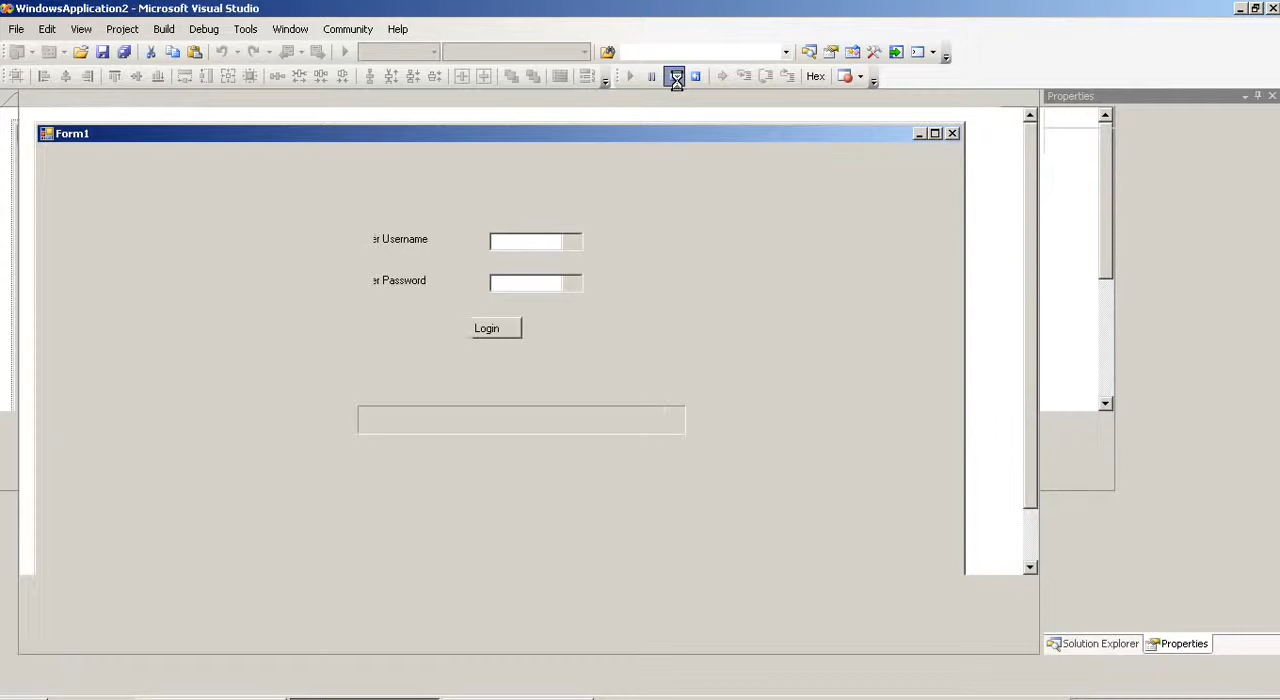 WindowsApplication2 - Microsoft Visual Studio
File Edit View Project Build Debug Tools Window Community Help
Hex
Properties
Form1
er Username
er Password
Login
Solution Explorer Properties